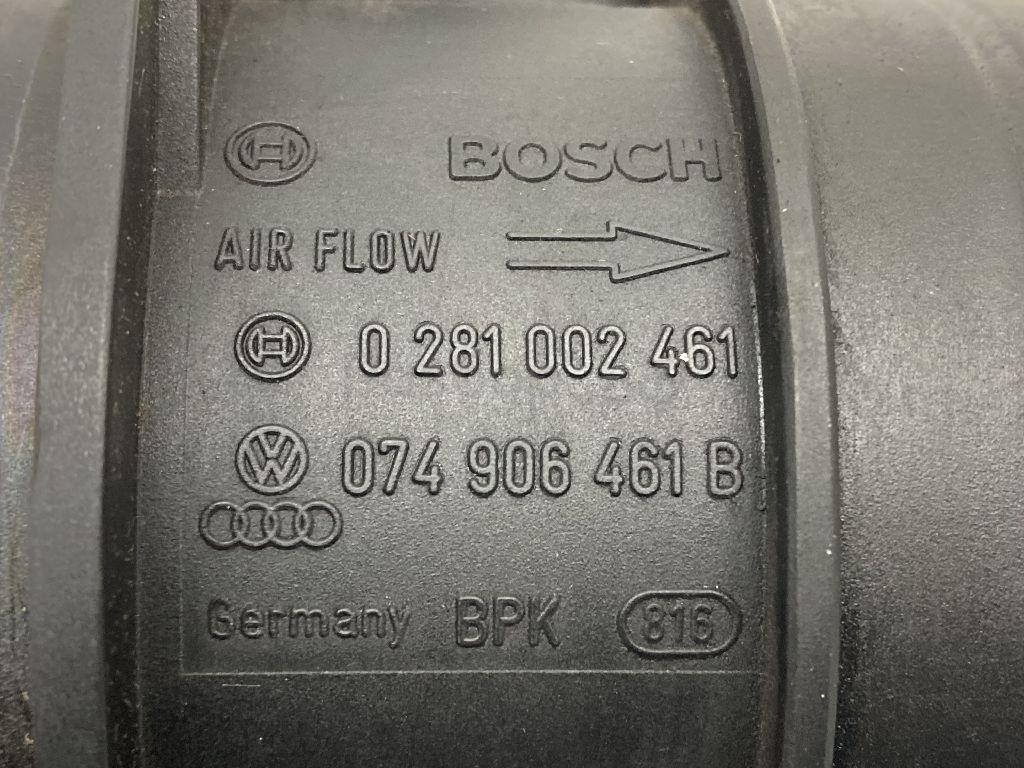 BOSCH
AIR FLOW
0 281 002 461
074 906 461 B
Germany BPK 816